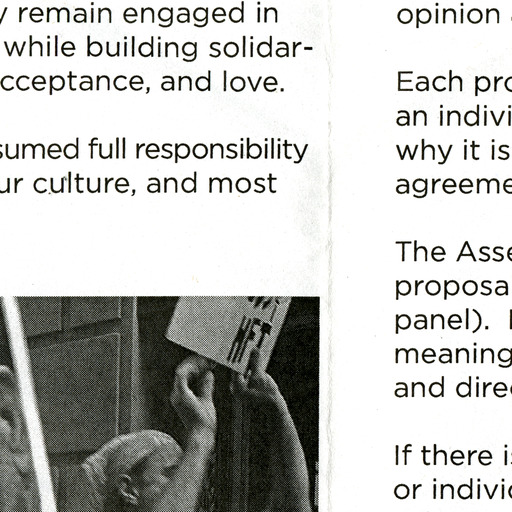 y remain engaged in
while building solidar-
cceptance, and love.
sumed full responsibility
ur culture, and most
opinion
Each pro
an indivi
why it is
agreeme
The Asse
proposa
panel).
meaning
and dire
If there is
or indivi